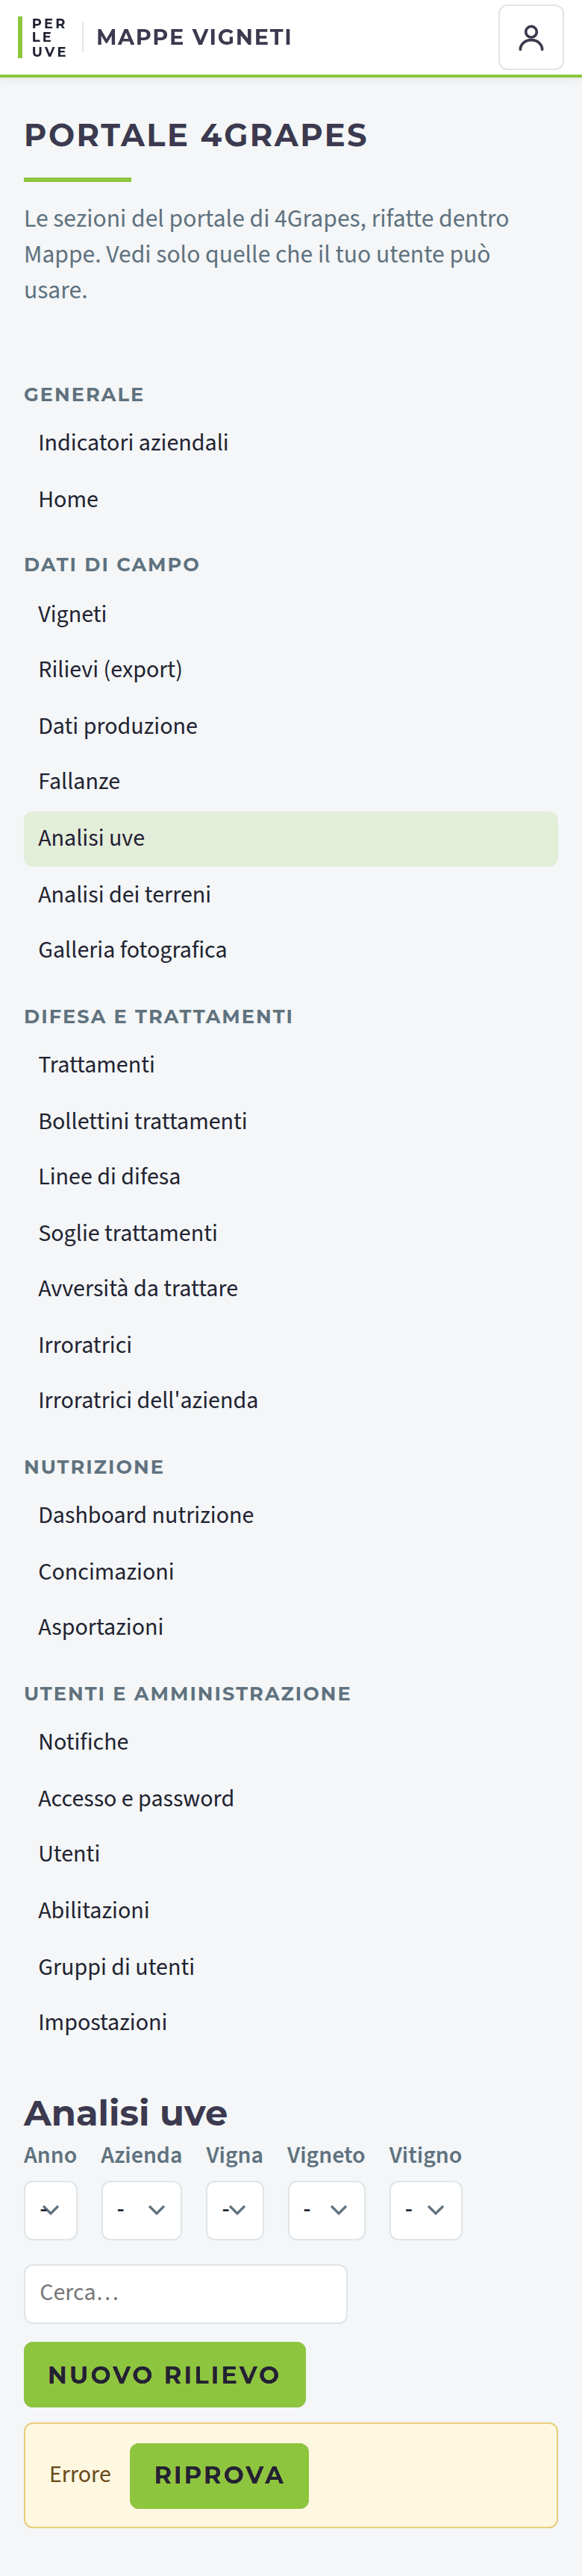 PER
LE
UVE
MAPPE VIGNETI
PORTALE 4GRAPES
Le sezioni del portale di 4Grapes, rifatte dentro
Mappe. Vedi solo quelle che il tuo utente può
usare.
GENERALE
Indicatori aziendali
Home
DATI DI CAMPO
Vigneti
Rilievi (export)
Dati produzione
Fallanze
Analisi uve
Analisi dei terreni
Galleria fotografica
DIFESA E TRATTAMENTI
Trattamenti
Bollettini trattamenti
Linee di difesa
Soglie trattamenti
Avversità da trattare
Irroratrici
Irroratrici dell'azienda
NUTRIZIONE
Dashboard nutrizione
Concimazioni
Asportazioni
UTENTI E AMMINISTRAZIONE
Notifiche
Accesso e password
Utenti
Abilitazioni
Gruppi di utenti
Impostazioni
Analisi uve
Anno Azienda Vigna Vigneto Vitigno
- - - - -
Cerca...
NUOVO RILIEVO
Errore RIPROVA